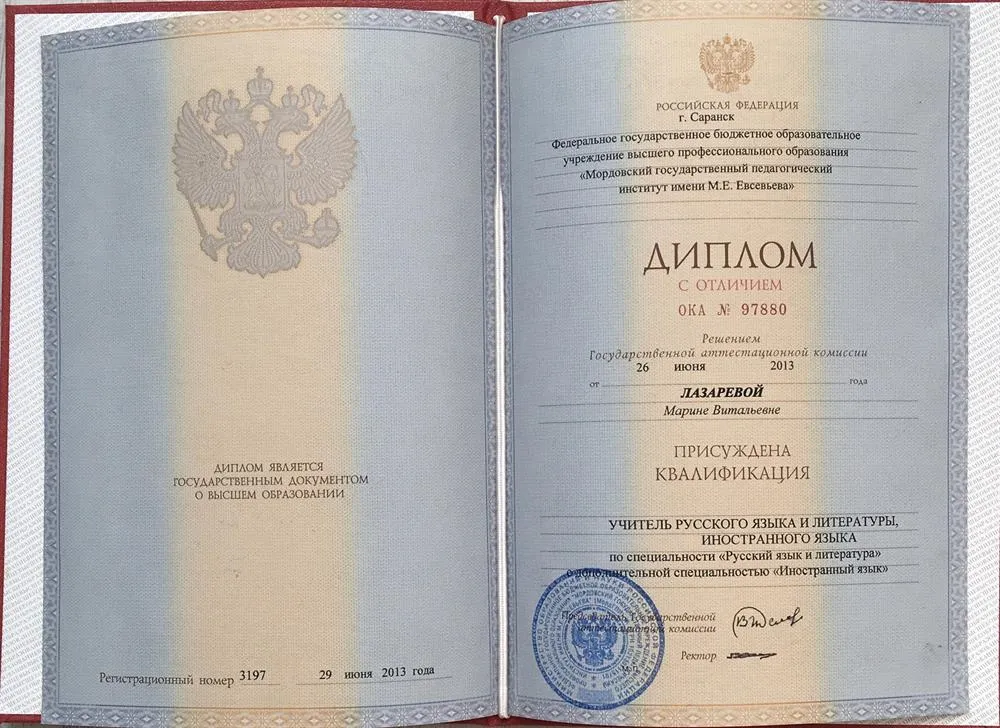 ДИПЛОМ ЯВЛЯЕТСЯ
ГОСУДАРСТВЕННЫМ ДОКУМЕНТОМ
О ВЫСШЕМ ОБРАЗОВАНИИ
Регистрационный номер 3197 29 июня 2013 года
РОССИЙСКАЯ ФЕДЕРАЦИЯ
г. Саранск
Федеральное государственное бюджетное образовательное
учреждение высшего профессионального образования
«Мордовский государственный педагогический
институт имени М.Е. Евсевьева»
ДИПЛОМ
С ОТЛИЧИЕМ
ОКА № 97880
Решением
Государственной аттестационной комиссии
от 26 июня 2013 года
ЛАЗАРЕВОЙ
Марине Витальевне
ПРИСУЖДЕНА
КВАЛИФИКАЦИЯ
УЧИТЕЛЬ РУССКОГО ЯЗЫКА И ЛИТЕРАТУРЫ,
ИНОСТРАННОГО ЯЗЫКА
по специальности «Русский язык и литература»
с дополнительной специальностью «Иностранный язык»
Председатель Государственной
аттестационной комиссии
Ректор
М.П.